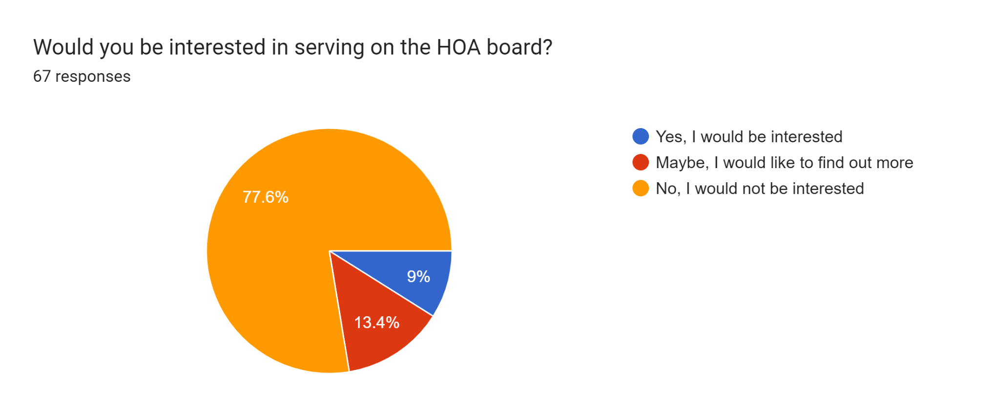 Would you be interested in serving on the HOA board?
67 responses
Yes, I would be interested
Maybe, I would like to find out more
No, I would not be interested
77.6%
9%
13.4%